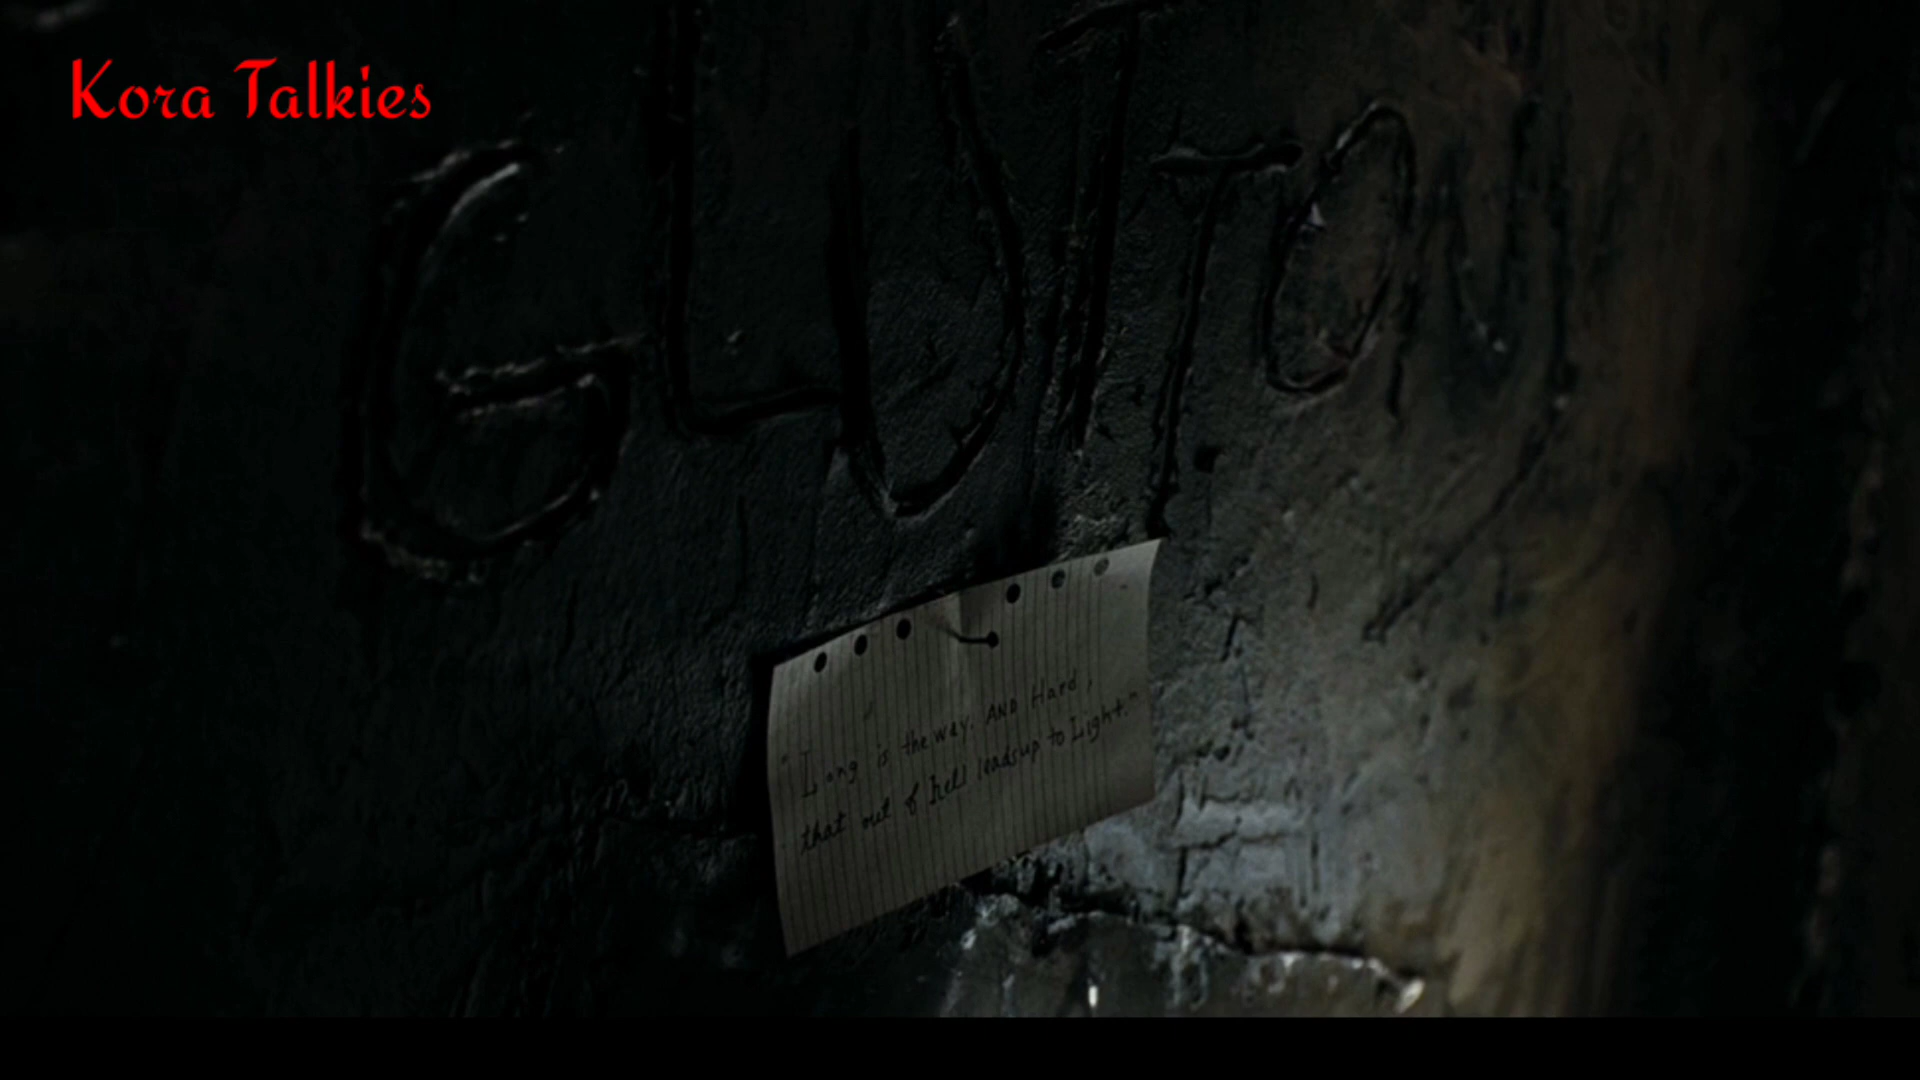 Kora Talkies
GLUTTONY
"Long is the way. AND Hard,
that out of hell leads up to Light."